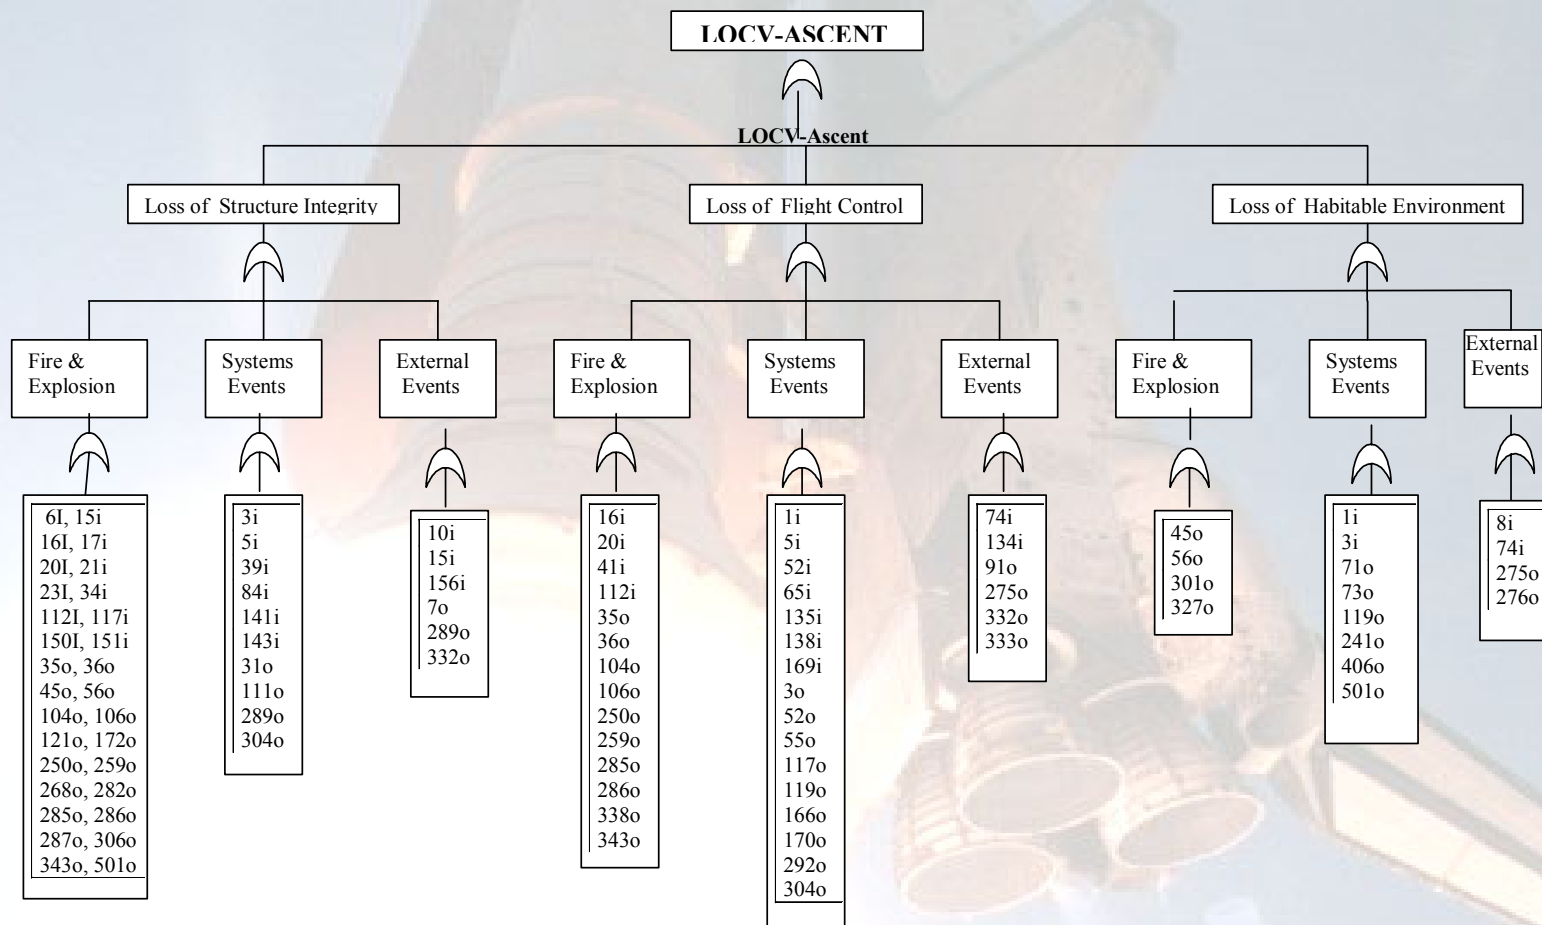 LOCV-ASCENT
LOCV-Ascent
Loss of Structure Integrity
Loss of Flight Control
Loss of Habitable Environment
Fire &
Explosion
Systems
Events
External
Events
Fire &
Explosion
Systems
Events
External
Events
Fire &
Explosion
Systems
Events
External
Events
6I, 15i
16I, 17i
20I, 21i
23I, 34i
112I, 117i
150I, 151i
35o, 36o
45o, 56o
104o, 106o
121o, 172o
250o, 259o
268o, 282o
285o, 286o
287o, 306o
343o, 501o
3i
5i
39i
84i
141i
143i
31o
111o
289o
304o
10i
15i
156i
7o
289o
332o
16i
20i
41i
112i
35o
36o
104o
106o
250o
259o
285o
286o
338o
343o
1i
5i
52i
65i
135i
138i
169i
3o
52o
55o
117o
119o
166o
170o
292o
304o
74i
134i
91o
275o
332o
333o
45o
56o
301o
327o
1i
3i
71o
73o
119o
241o
406o
501o
8i
74i
275o
276o